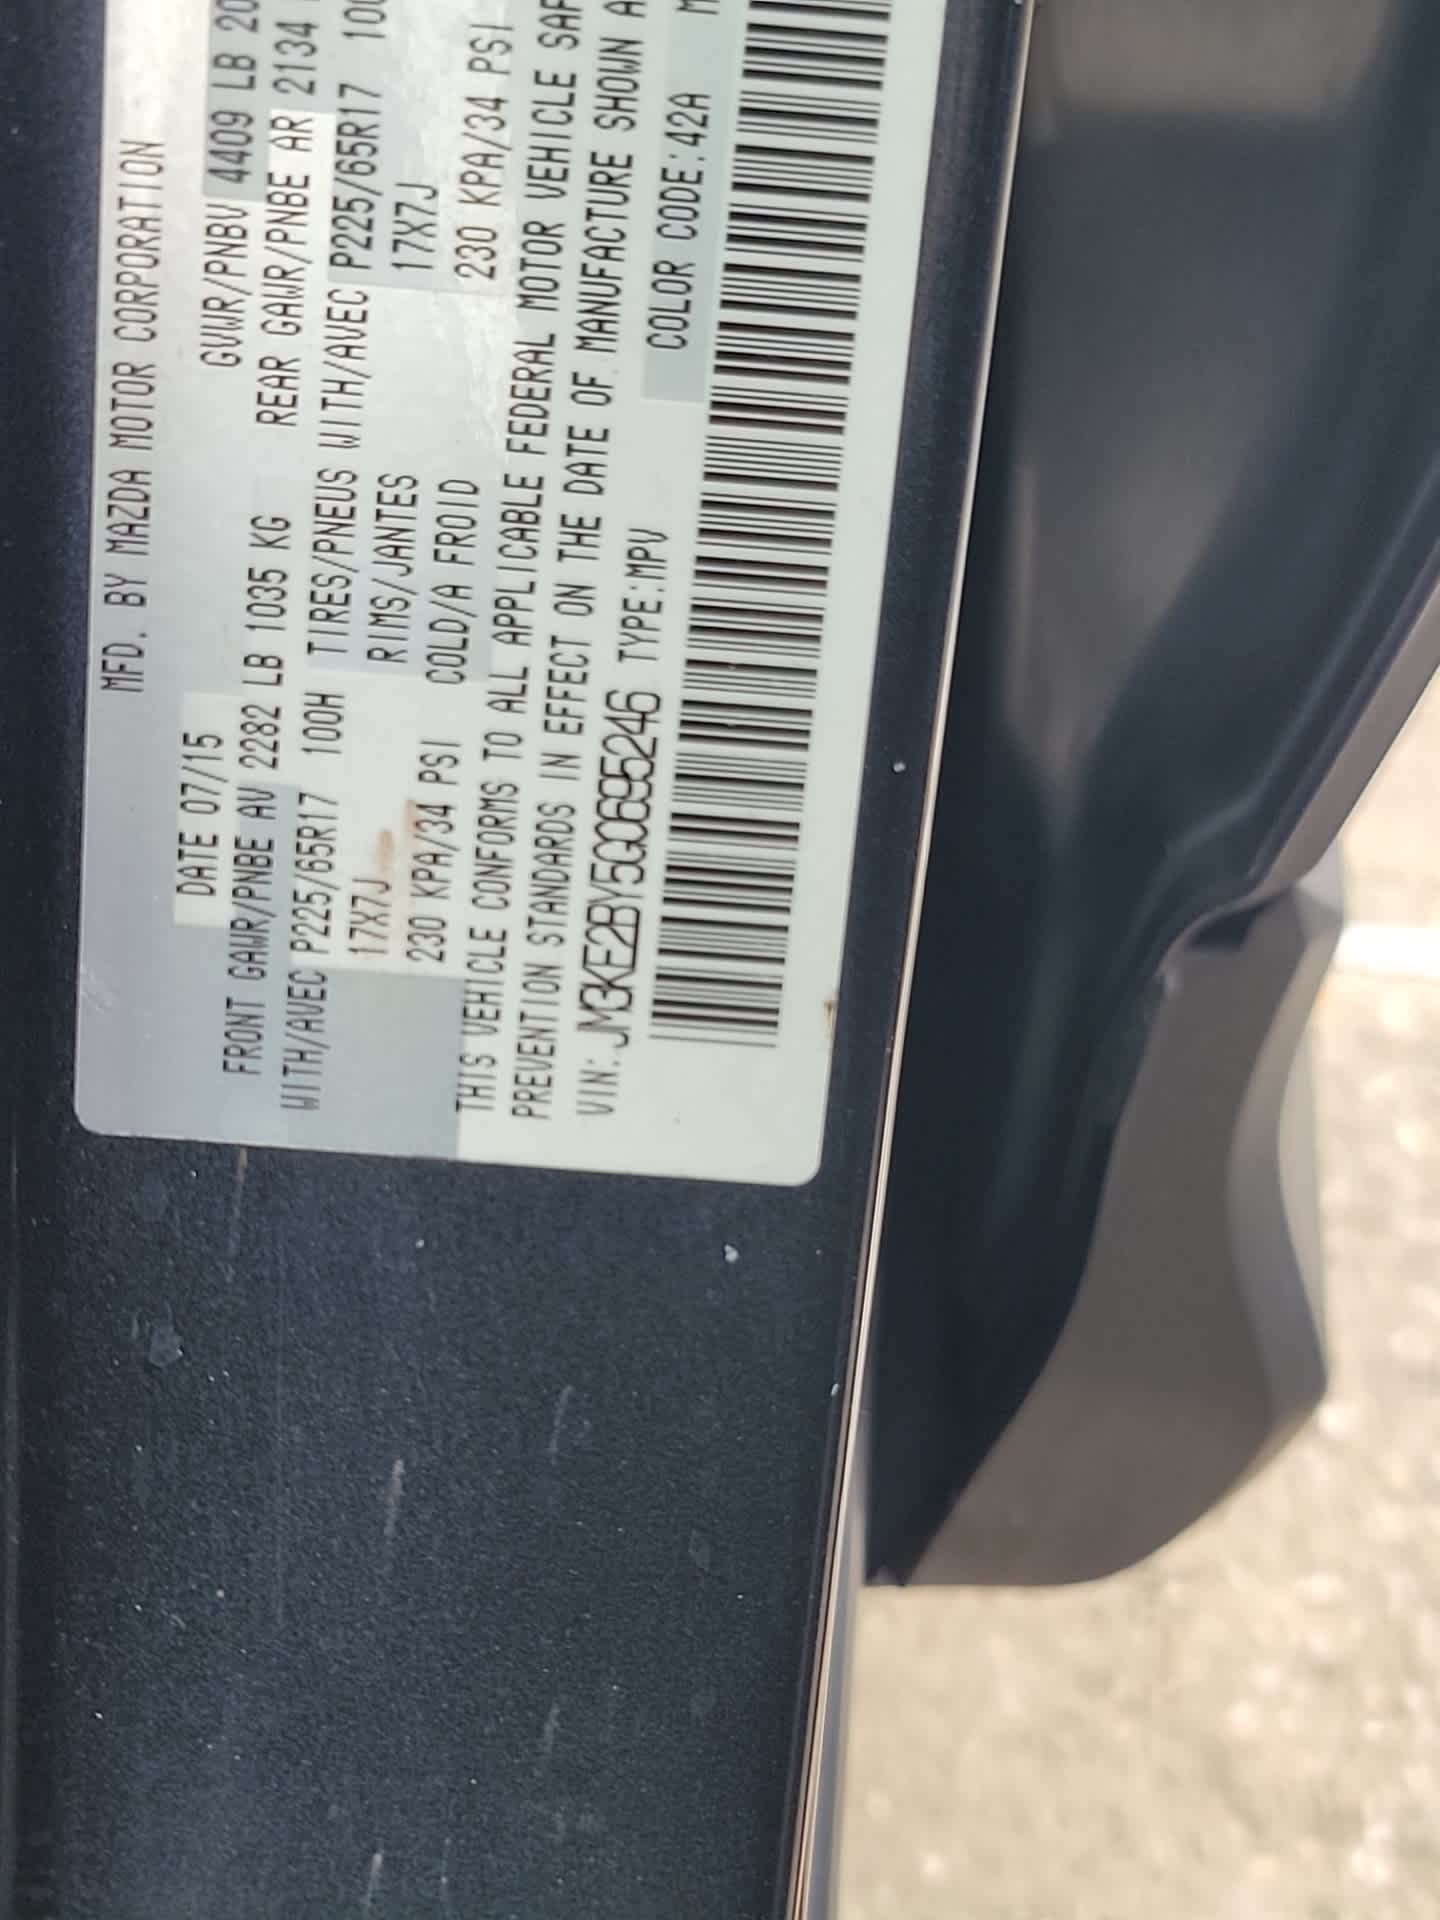 MFD. BY MAZDA MOTOR CORPORATION
DATE 07/15 GVWR/PNBV 4409 LB
FRONT GAWR/PNBE AV 2282 LB 1035 KG REAR GAWR/PNBE AR 2134
WITH/AVEC P225/65R17 100H TIRES/PNEUS WITH/AVEC P225/65R17
17X7J RIMS/JANTES 17X7J
230 KPA/34 PSI COLD/A FROID 230 KPA/34 PSI
THIS VEHICLE CONFORMS TO ALL APPLICABLE FEDERAL MOTOR VEHICLE
PREVENTION STANDARDS IN EFFECT ON THE DATE OF MANUFACTURE SHOWN
VIN: JM3KE2BY5G0695246 TYPE:MPV COLOR CODE:42A